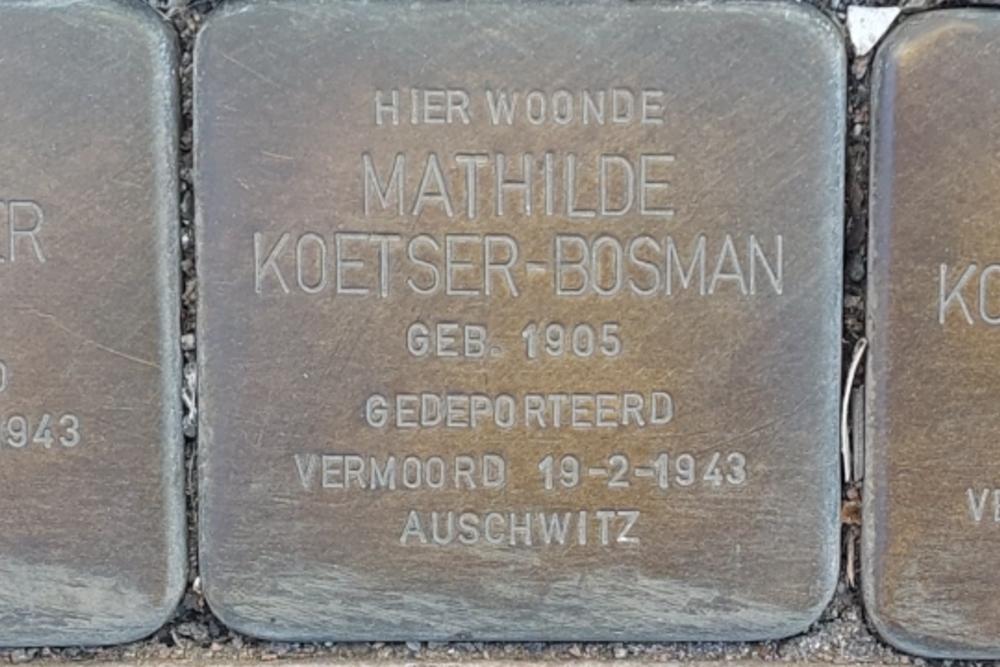 HIER WOONDE
MATHILDE
KOETSER-BOSMAN
GEB. 1905
GEDEPORTEERD
VERMOORD 19-2-1943
AUSCHWITZ